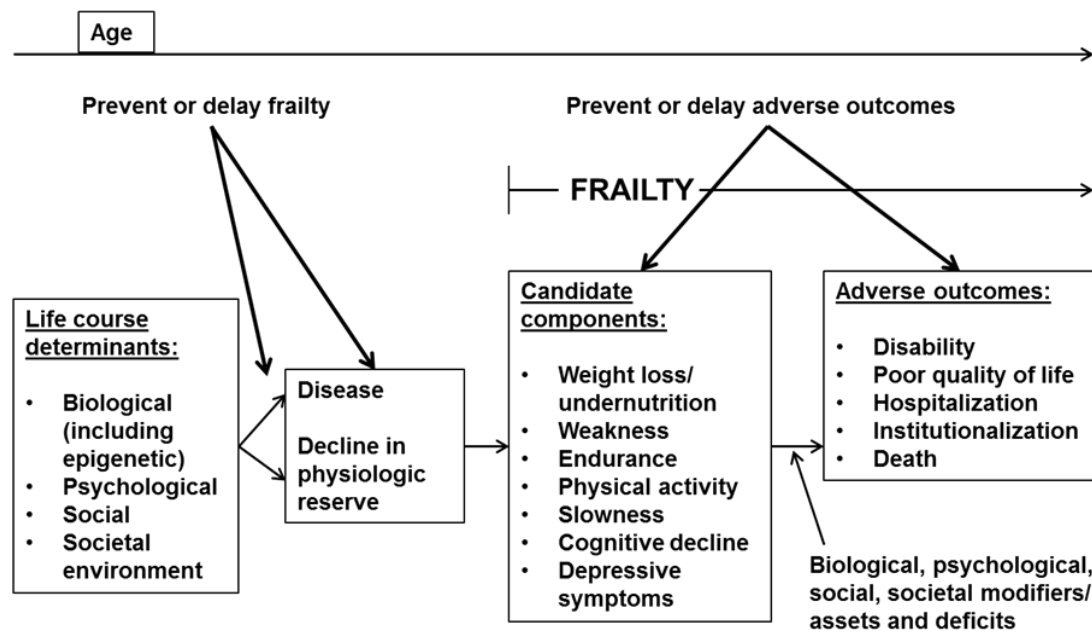 Age
Prevent or delay frailty
Prevent or delay adverse outcomes
FRAILTY
Life course
determinants:
• Biological
(including
epigenetic)
• Psychological
• Social
• Societal
environment
Disease
Decline in
physiologic
reserve
Candidate
components:
• Weight loss/
undernutrition
• Weakness
• Endurance
• Physical activity
• Slowness
• Cognitive decline
• Depressive
symptoms
Adverse outcomes:
• Disability
• Poor quality of life
• Hospitalization
• Institutionalization
• Death
Biological, psychological,
social, societal modifiers/
assets and deficits